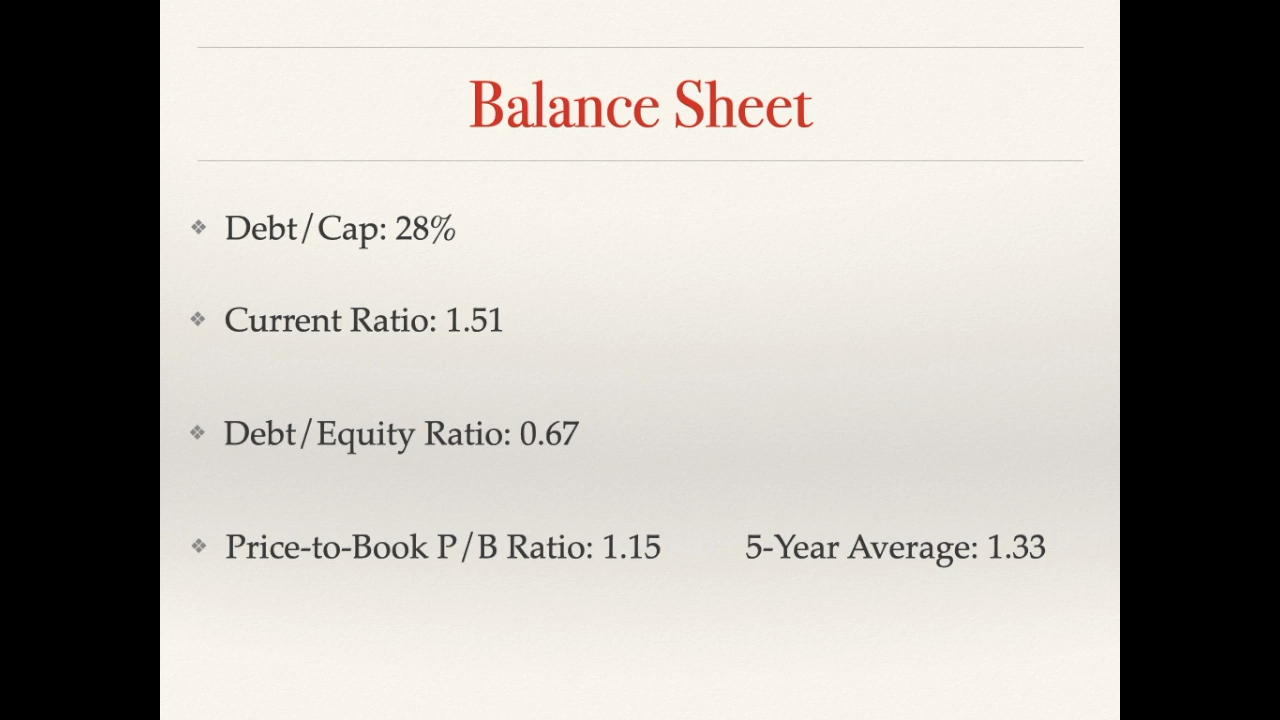 Balance Sheet
Debt/Cap: 28%
Current Ratio: 1.51
Debt/Equity Ratio: 0.67
Price-to-Book P/B Ratio: 1.15 5-Year Average: 1.33